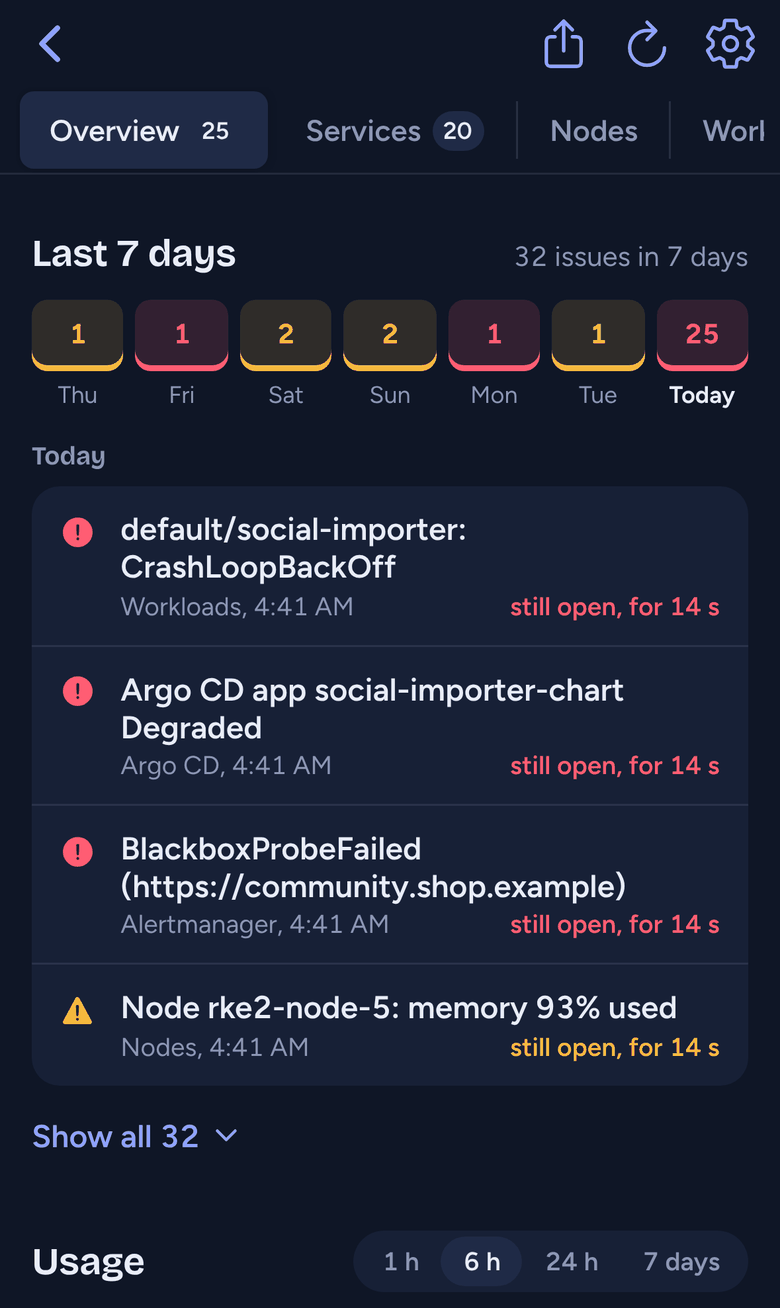 Overview 25 Services 20 Nodes
Last 7 days 32 issues in 7 days
1 1 2 2 1 1 25
Thu Fri Sat Sun Mon Tue Today
Today
default/social-importer:
CrashLoopBackOff
Workloads, 4:41 AM still open, for 14 s
Argo CD app social-importer-chart
Degraded
Argo CD, 4:41 AM still open, for 14 s
BlackboxProbeFailed
(https://community.shop.example)
Alertmanager, 4:41 AM still open, for 14 s
Node rke2-node-5: memory 93% used
Nodes, 4:41 AM still open, for 14 s
Show all 32
Usage 1 h 6 h 24 h 7 days